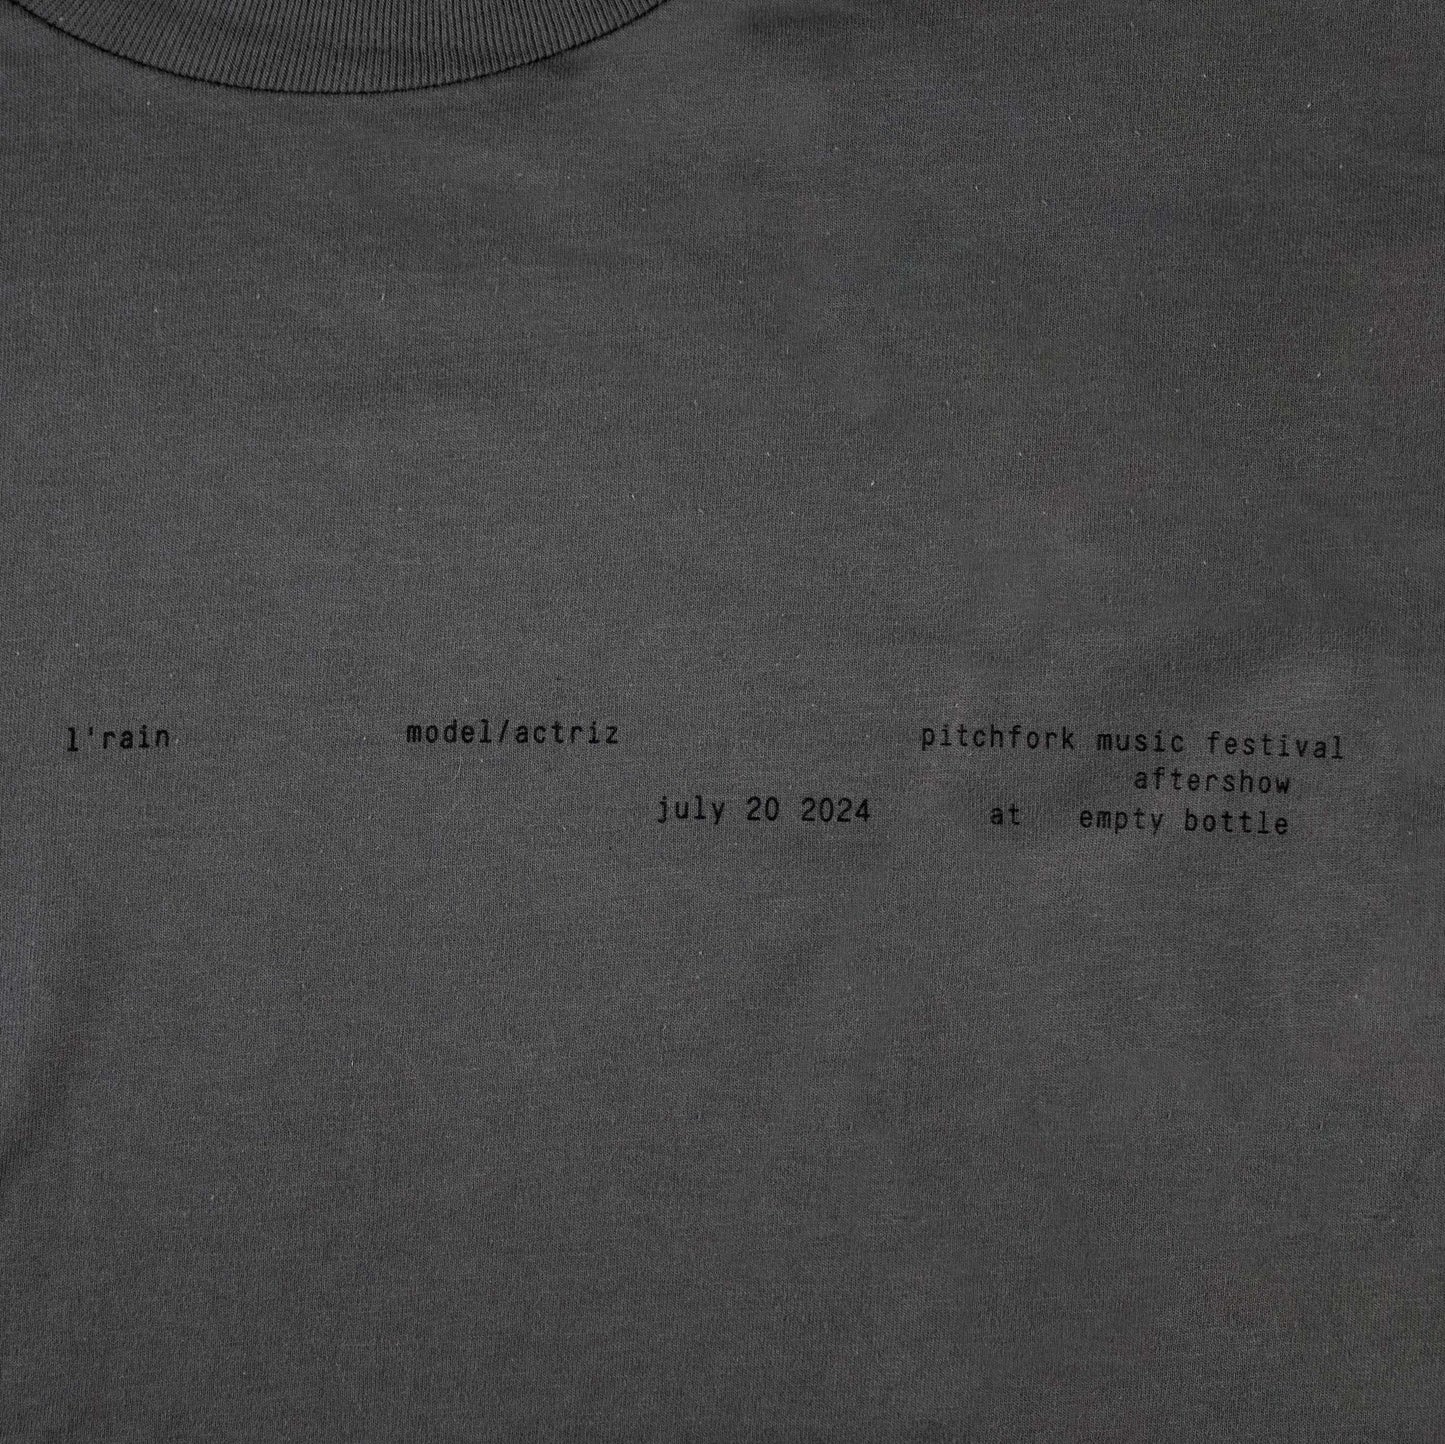 l'rain model/actriz pitchfork music festival
aftershow
july 20 2024 at empty bottle